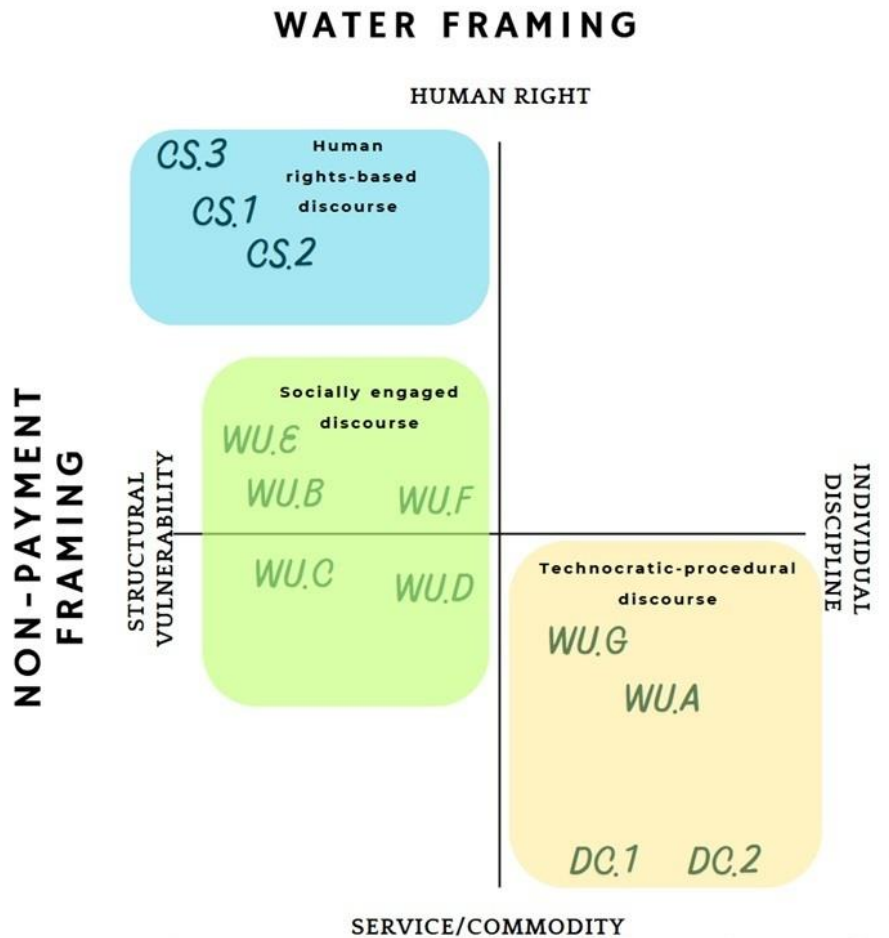 WATER FRAMING
HUMAN RIGHT
CS.3
Human
rights-based
discourse
CS.1
CS.2
NON-PAYMENT
FRAMING
STRUCTURAL
VULNERABILITY
INDIVIDUAL
DISCIPLINE
Socially engaged
discourse
WU.E
WU.B
WU.F
WU.C
WU.D
Technocratic-procedural
discourse
WU.G
WU.A
DC.1
DC.2
SERVICE/COMMODITY